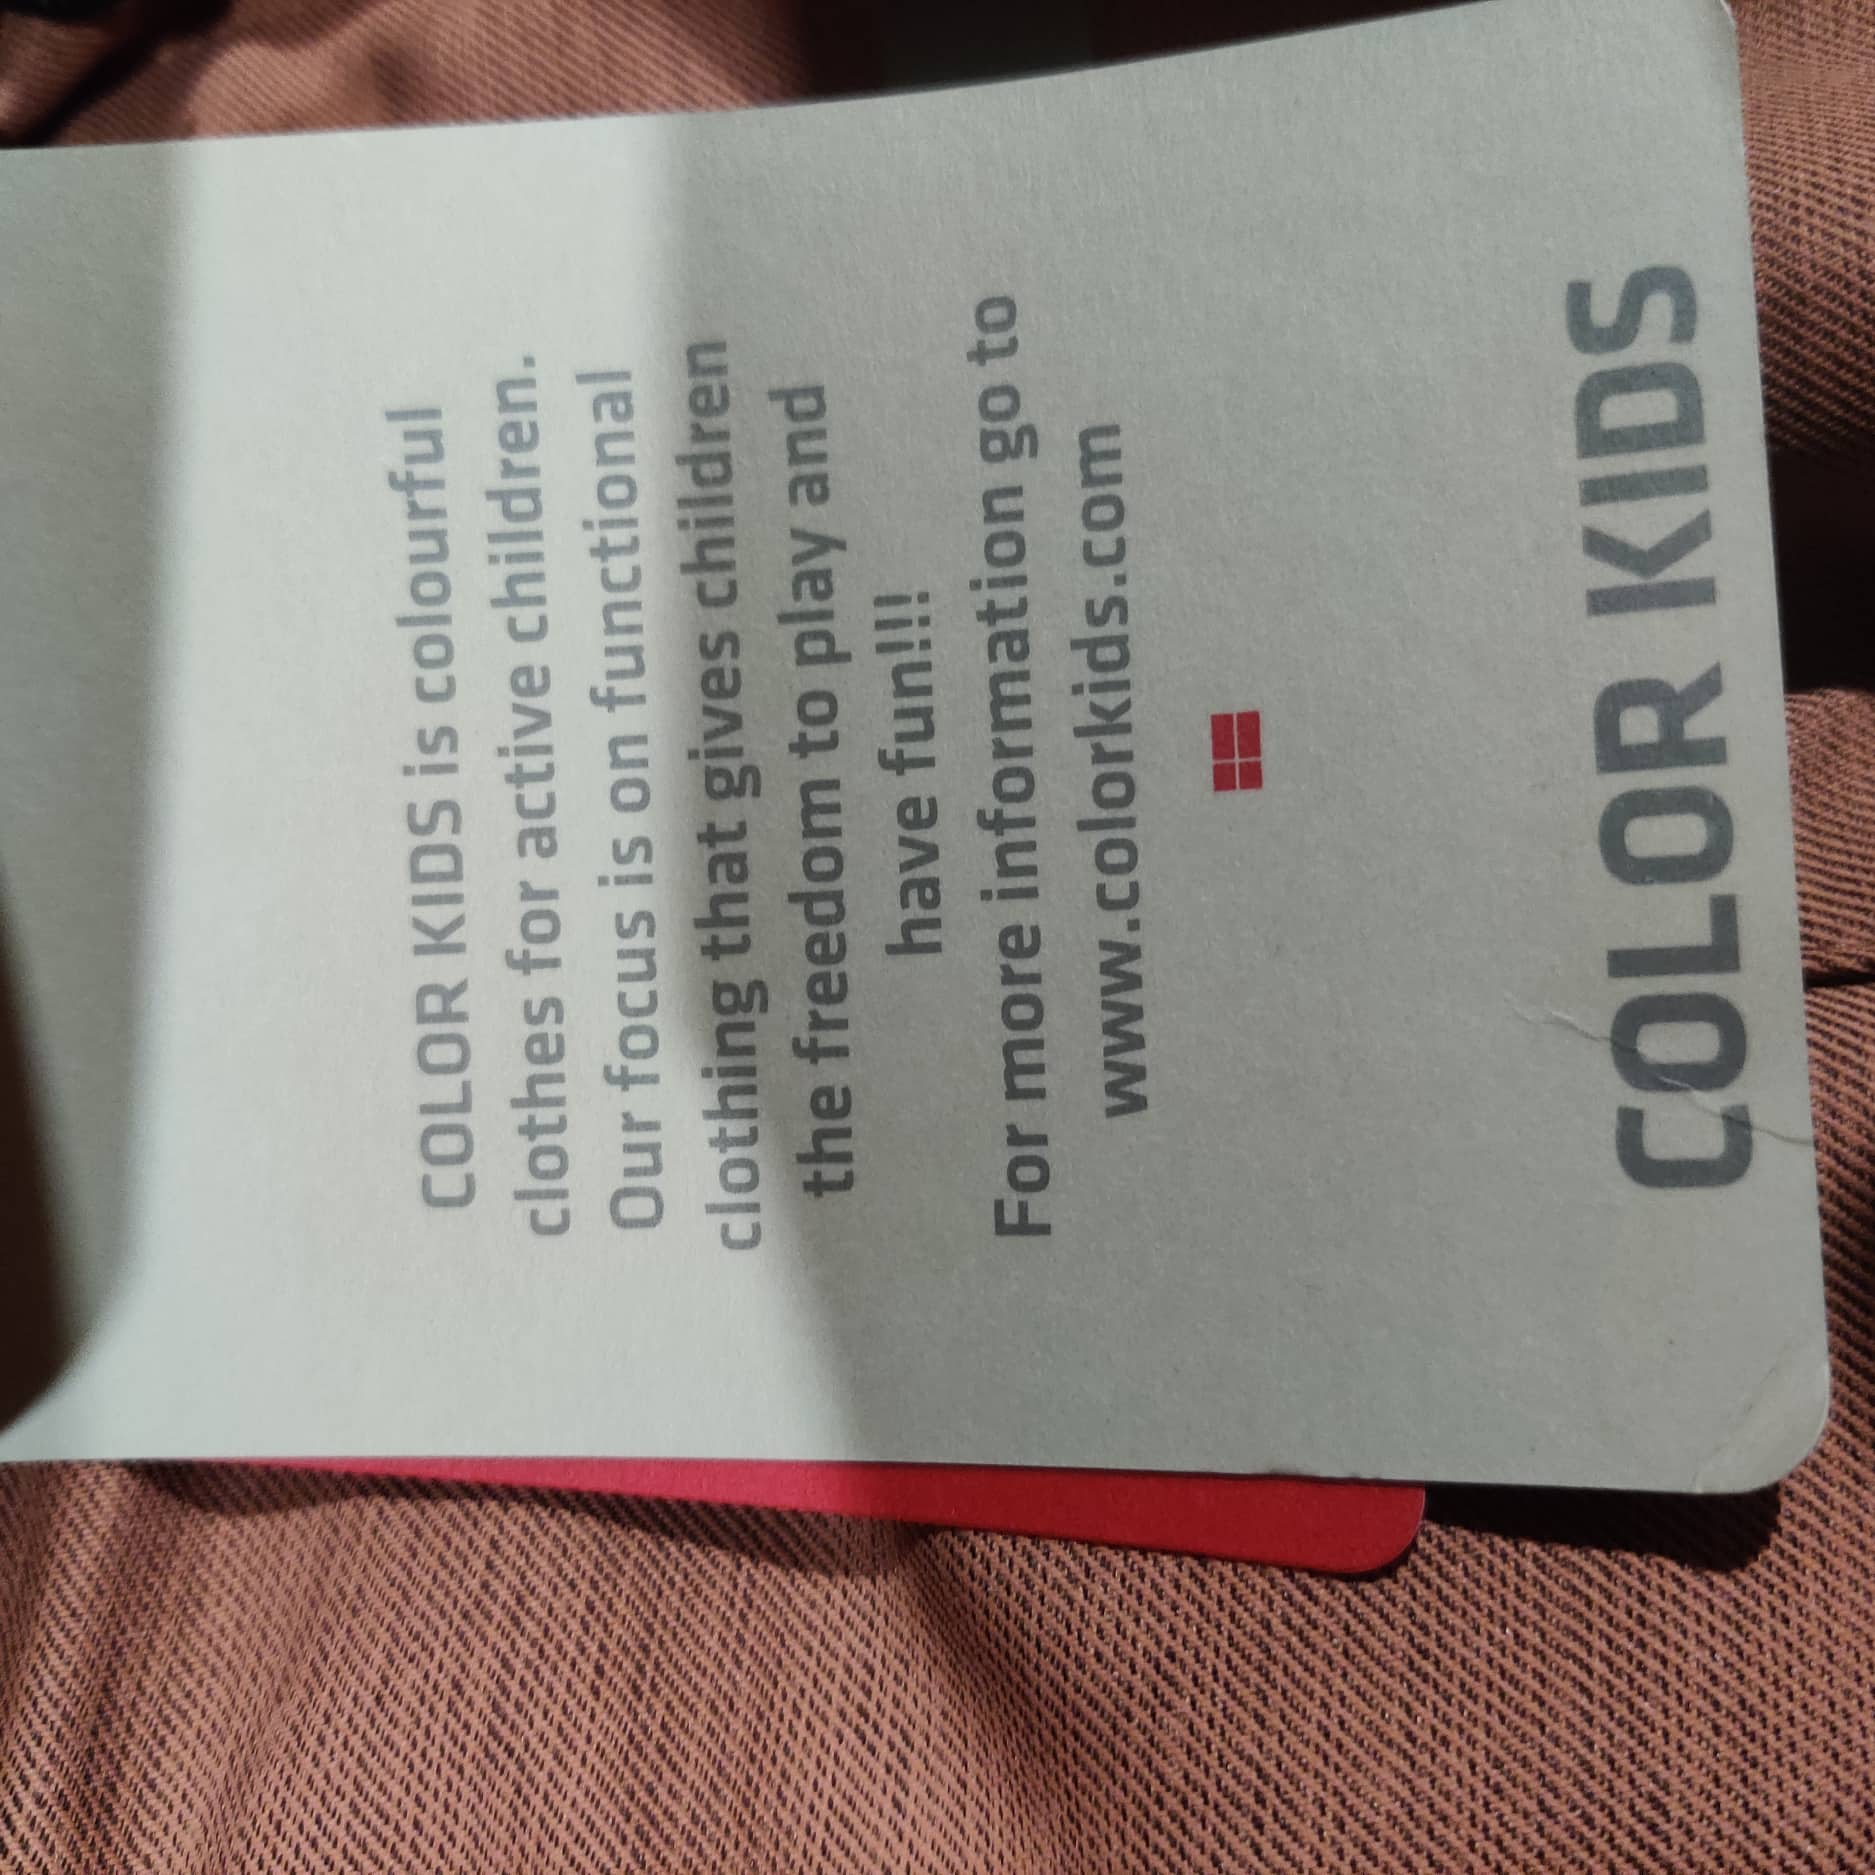 COLOR KIDS is colourful
clothes for active children.
Our focus is on functional
clothing that gives children
the freedom to play and
have fun!!!
For more information go to
www.colorkids.com
COLOR KIDS